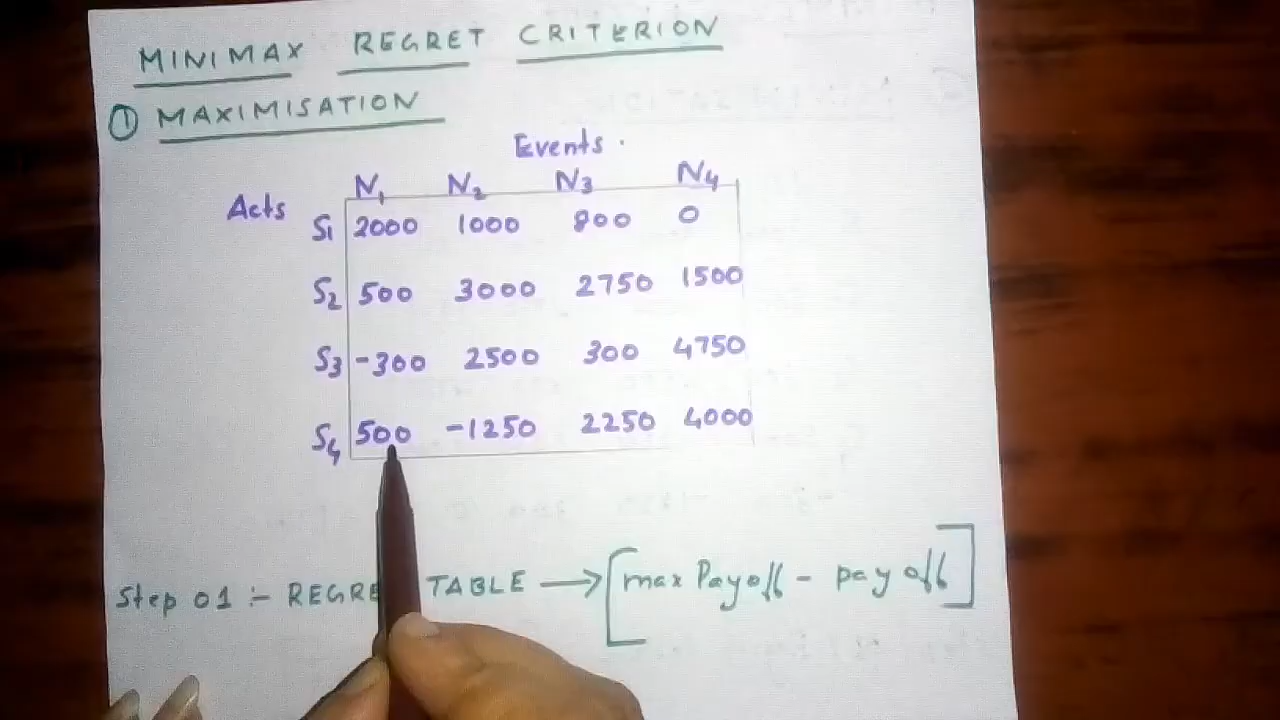 MINIMAX REGRET CRITERION
① MAXIMISATION
Events.
Acts N1 N2 N3 N4
S1 2000 1000 800 0
S2 500 3000 2750 1500
S3 -300 2500 300 4750
S4 500 -1250 2250 4000
Step 01 :- REGRE TABLE → [max Payoff - pay off]